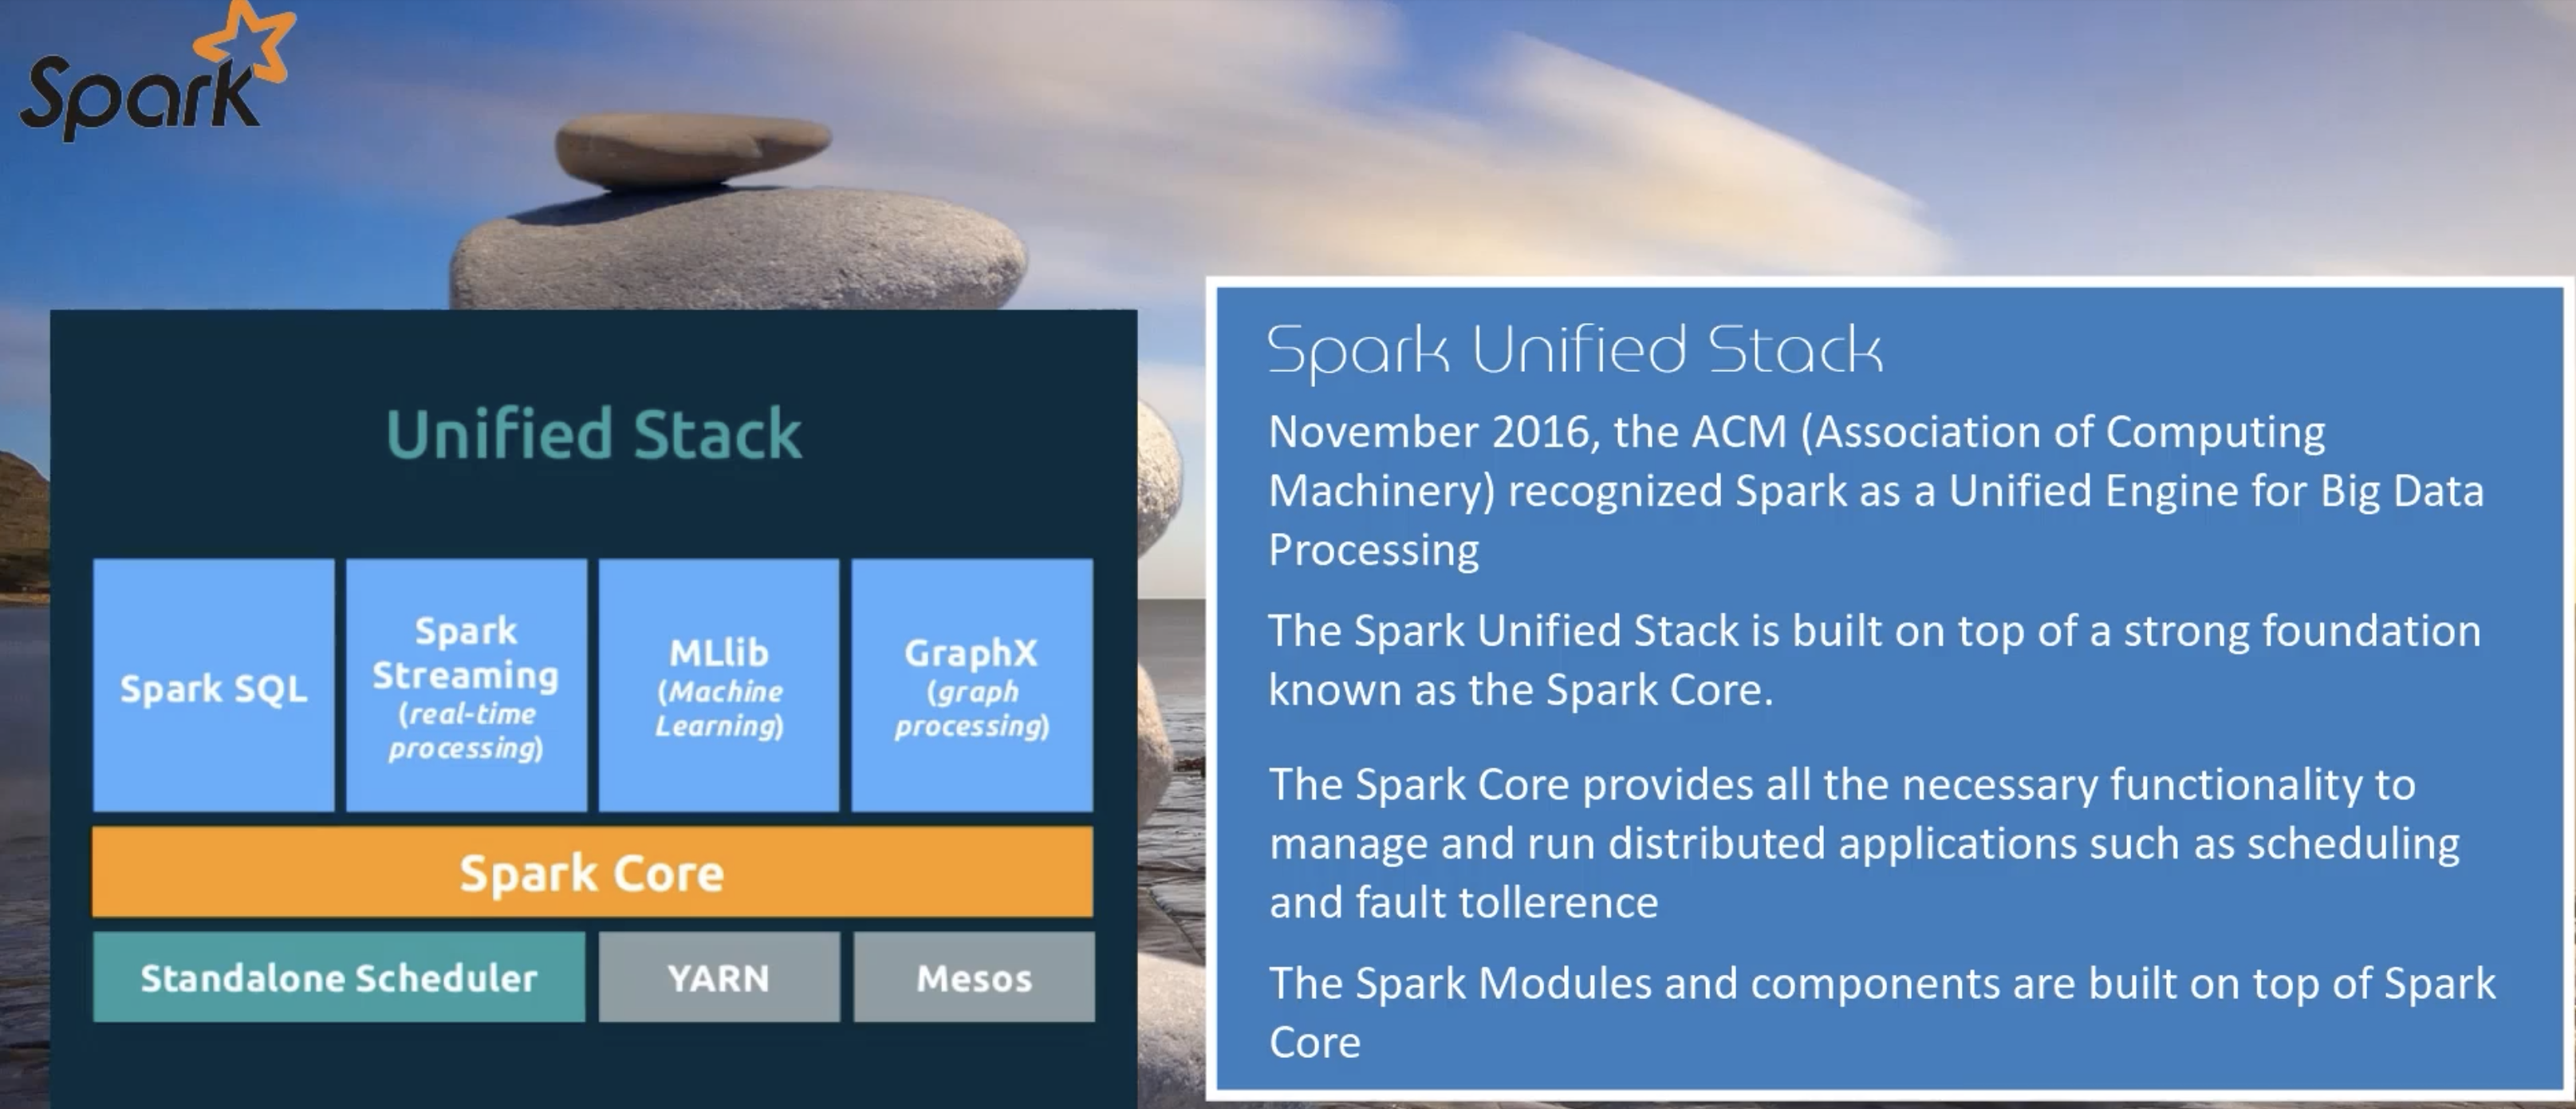 Spark
Unified Stack
Spark SQL
Spark
Streaming
(real-time
processing)
MLlib
(Machine
Learning)
GraphX
(graph
processing)
Spark Core
Standalone Scheduler
YARN
Mesos
Spark Unified Stack
November 2016, the ACM (Association of Computing
Machinery) recognized Spark as a Unified Engine for Big Data
Processing
The Spark Unified Stack is built on top of a strong foundation
known as the Spark Core.
The Spark Core provides all the necessary functionality to
manage and run distributed applications such as scheduling
and fault tollerence
The Spark Modules and components are built on top of Spark
Core